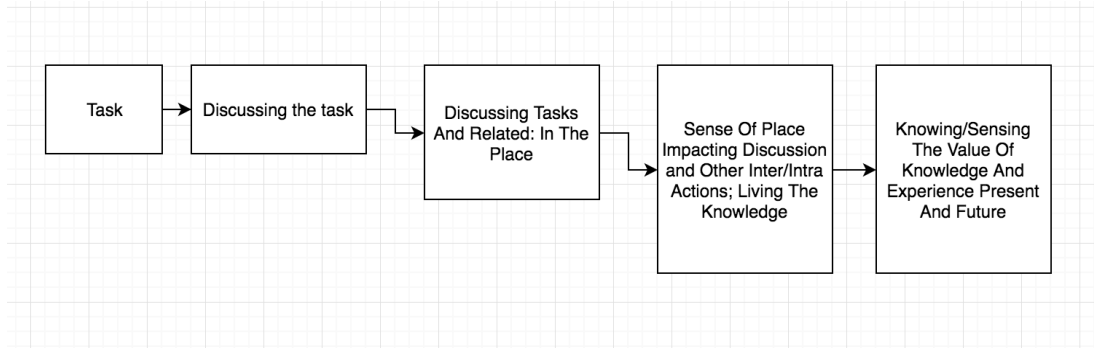 Task
Discussing the task
Discussing Tasks
And Related: In The
Place
Sense Of Place
Impacting Discussion
and Other Inter/Intra
Actions; Living The
Knowledge
Knowing/Sensing
The Value Of
Knowledge And
Experience Present
And Future